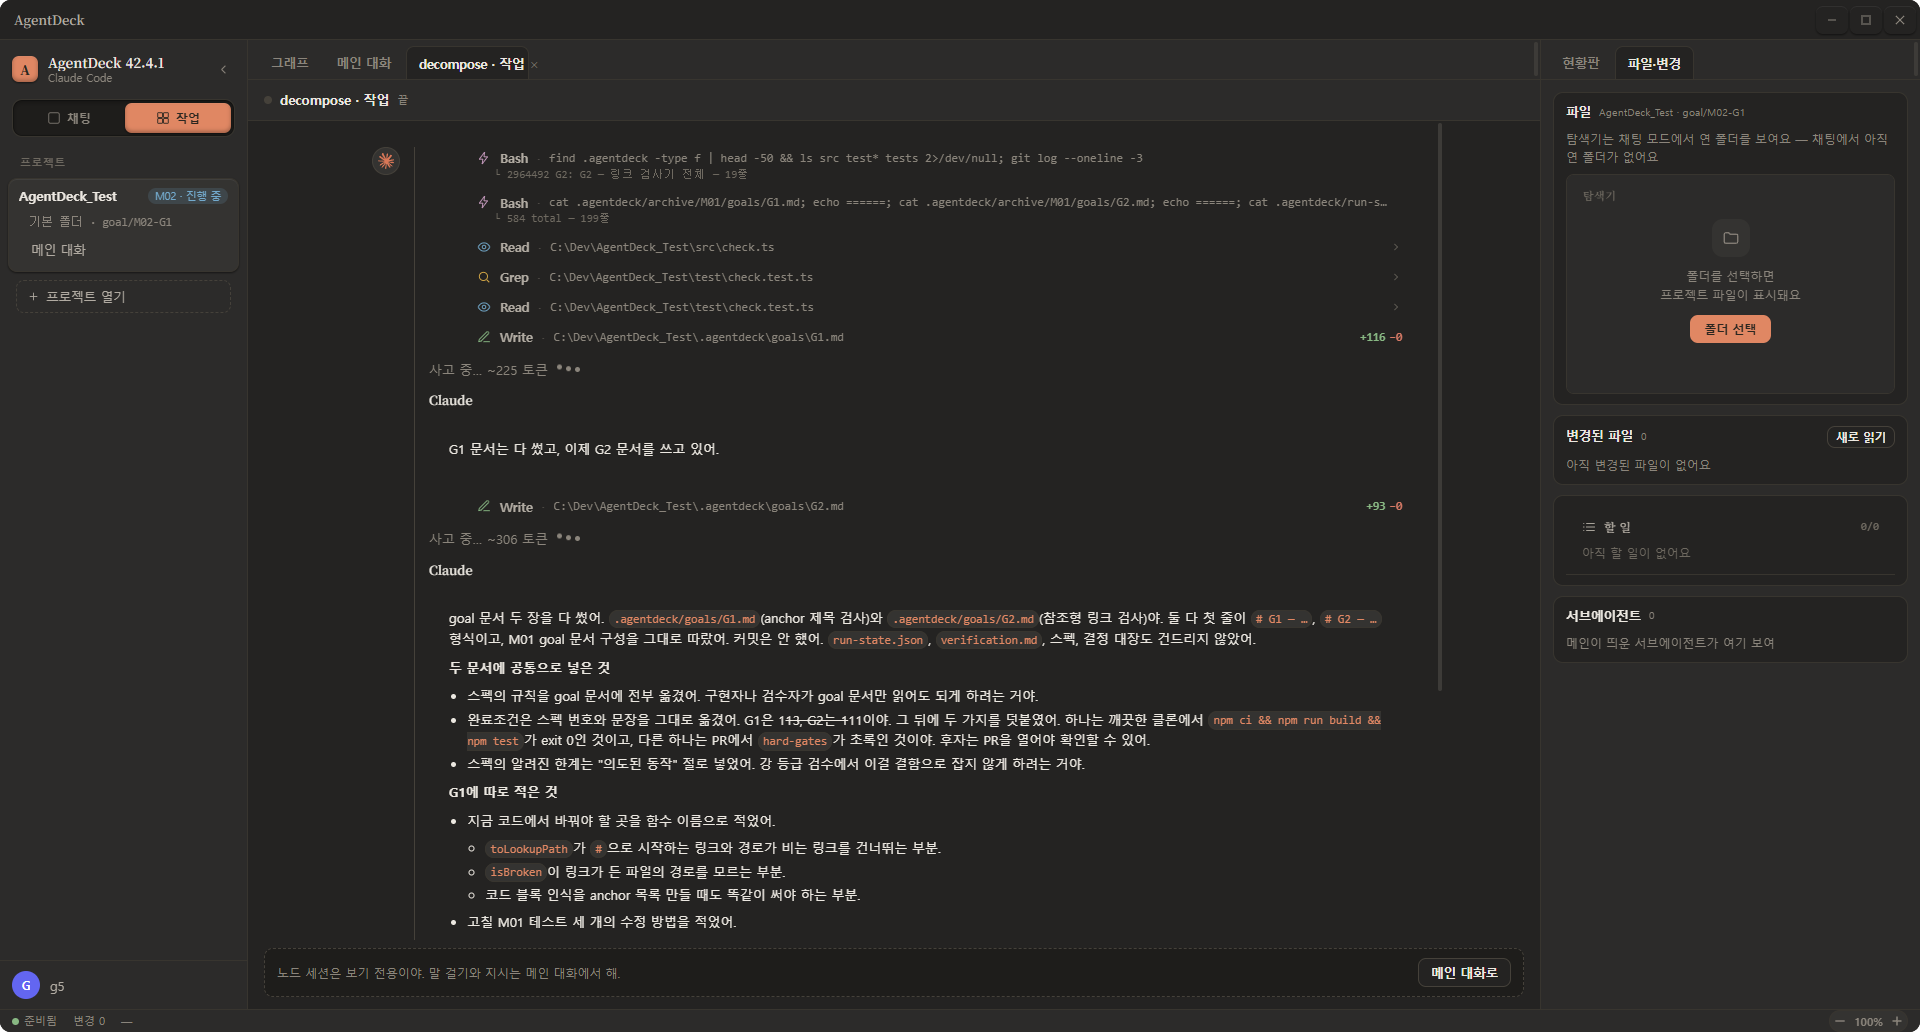 AgentDeck
A
AgentDeck 42.4.1
Claude Code
채팅
작업
프로젝트
AgentDeck_Test
M02 · 진행 중
기본 폴더 · goal/M02-G1
메인 대화
+ 프로젝트 열기
G
g5
준비됨
변경 0
—
그래프
메인 대화
decompose · 작업
decompose · 작업 끝
Bash · find .agentdeck -type f | head -50 && ls src test* tests 2>/dev/null; git log --oneline -3
└ 2964492 G2: G2 — 링크 검사기 전체 — 19줄
Bash · cat .agentdeck/archive/M01/goals/G1.md; echo ======; cat .agentdeck/archive/M01/goals/G2.md; echo ======; cat .agentdeck/run-s…
└ 584 total — 199줄
Read · C:\Dev\AgentDeck_Test\src\check.ts
Grep · C:\Dev\AgentDeck_Test\test\check.test.ts
Read · C:\Dev\AgentDeck_Test\test\check.test.ts
Write · C:\Dev\AgentDeck_Test\.agentdeck\goals\G1.md +116 −0
사고 중… ~225 토큰
Claude
G1 문서는 다 썼고, 이제 G2 문서를 쓰고 있어.
Write · C:\Dev\AgentDeck_Test\.agentdeck\goals\G2.md +93 −0
사고 중… ~306 토큰
Claude
goal 문서 두 장을 다 썼어. .agentdeck/goals/G1.md(anchor 제목 검사)와 .agentdeck/goals/G2.md(참조형 링크 검사)야. 둘 다 첫 줄이 # G1 — …, # G2 — …
형식이고, M01 goal 문서 구성을 그대로 따랐어. 커밋은 안 했어. run-state.json, verification.md, 스펙, 결정 대장도 건드리지 않았어.
두 문서에 공통으로 넣은 것
스펙의 규칙을 goal 문서에 전부 옮겼어. 구현자나 검수자가 goal 문서만 읽어도 되게 하려는 거야.
완료조건은 스펙 번호와 문장을 그대로 옮겼어. G1은 113, G2는 111이야. 그 뒤에 두 가지를 덧붙였어. 하나는 깨끗한 클론에서 npm ci && npm run build &&
npm test가 exit 0인 것이고, 다른 하나는 PR에서 hard-gates가 초록인 것이야. 후자는 PR을 열어야 확인할 수 있어.
스펙의 알려진 한계는 "의도된 동작" 절로 넣었어. 강 등급 검수에서 이걸 결함으로 잡지 않게 하려는 거야.
G1에 따로 적은 것
지금 코드에서 바꿔야 할 곳을 함수 이름으로 적었어.
toLookupPath가 #으로 시작하는 링크와 경로가 비는 링크를 건너뛰는 부분.
isBroken이 링크가 든 파일의 경로를 모르는 부분.
코드 블록 인식을 anchor 목록 만들 때도 똑같이 써야 하는 부분.
고칠 M01 테스트 세 개의 수정 방법을 적었어.
노드 세션은 보기 전용이야. 말 걸기와 지시는 메인 대화에서 해.
메인 대화로
현황판
파일·변경
파일 AgentDeck_Test · goal/M02-G1
탐색기는 채팅 모드에서 연 폴더를 보여요 — 채팅에서 아직
연 폴더가 없어요
탐색기
폴더를 선택하면
프로젝트 파일이 표시돼요
폴더 선택
변경된 파일 0
새로 읽기
아직 변경된 파일이 없어요
할 일
0/0
아직 할 일이 없어요
서브에이전트 0
메인이 띄운 서브에이전트가 여기 보여
100%